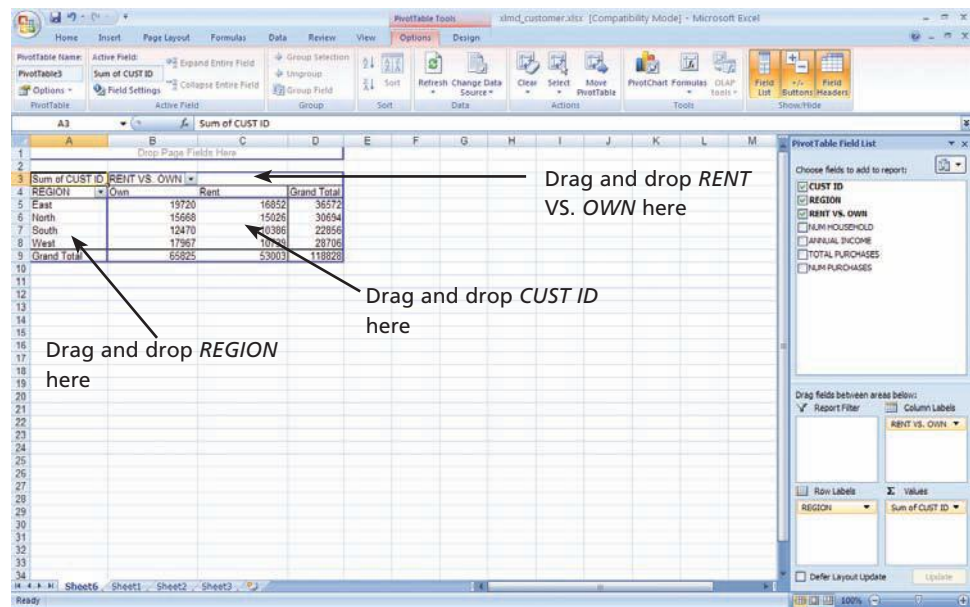 PivotTable Tools
xlmd_customer.xlsx [Compatibility Mode] - Microsoft Excel
Home Insert Page Layout Formulas Data Review View Options Design
PivotTable Name:
PivotTable3
Options
PivotTable
Active Field:
Sum of CUST ID
Field Settings
Expand Entire Field
Collapse Entire Field
Active Field
Group Selection
Ungroup
Group Field
Group
Sort
Sort
Refresh Change Data Source
Data
Clear Select Move PivotTable
Actions
PivotChart Formulas OLAP tools
Tools
Field List +/- Buttons Field Headers
Show/Hide
A3 fx Sum of CUST ID
A B C D E F G H I J K L M
1 Drop Page Fields Here
2
3 Sum of CUST ID RENT VS. OWN
4 REGION Own Rent Grand Total
5 East 19720 16852 36572
6 North 15668 15026 30694
7 South 12470 10386 22856
8 West 17967 10739 28706
9 Grand Total 65825 53003 118828
10
11
12
13
14
15
16
17
18
19
20
21
22
23
24
25
26
27
28
29
30
31
32
33
34
Drag and drop RENT
VS. OWN here
Drag and drop CUST ID
here
Drag and drop REGION
here
PivotTable Field List
Choose fields to add to report:
CUST ID
REGION
RENT VS. OWN
NUM HOUSEHOLD
ANNUAL INCOME
TOTAL PURCHASES
NUM PURCHASES
Drag fields between areas below:
Report Filter Column Labels
RENT VS. OWN
Row Labels Σ Values
REGION Sum of CUST ID
Defer Layout Update Update
Sheet6 Sheet1 Sheet2 Sheet3
Ready 100%